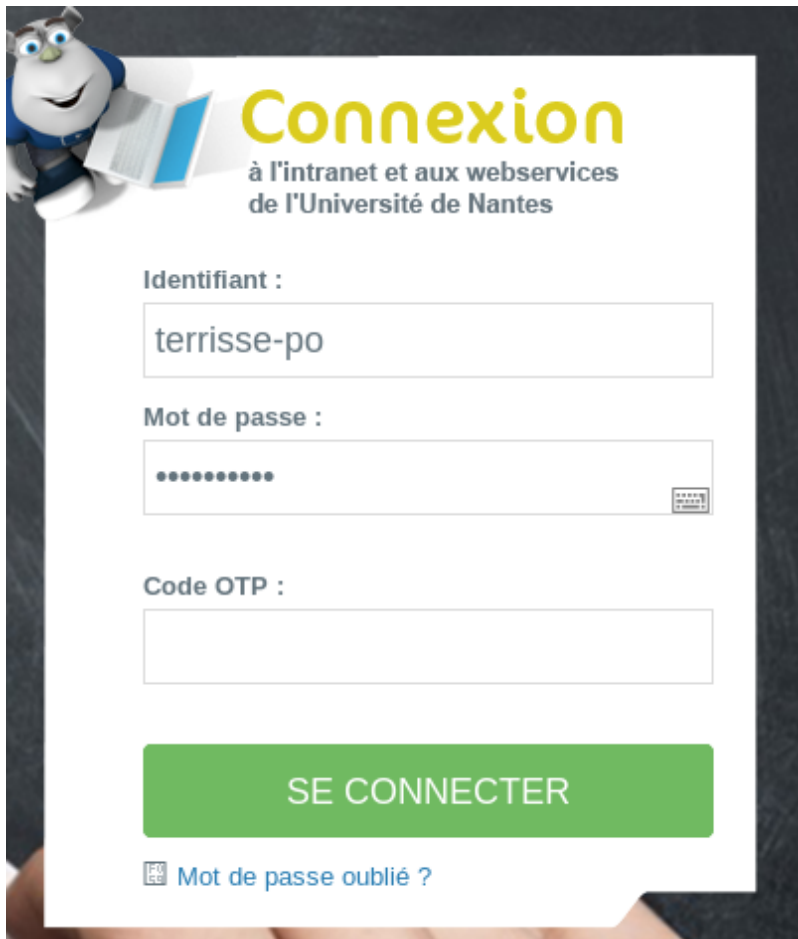 Connexion
à l'intranet et aux webservices
de l'Université de Nantes
Identifiant :
terrisse-po
Mot de passe :
••••••••••
Code OTP :
SE CONNECTER
Mot de passe oublié ?